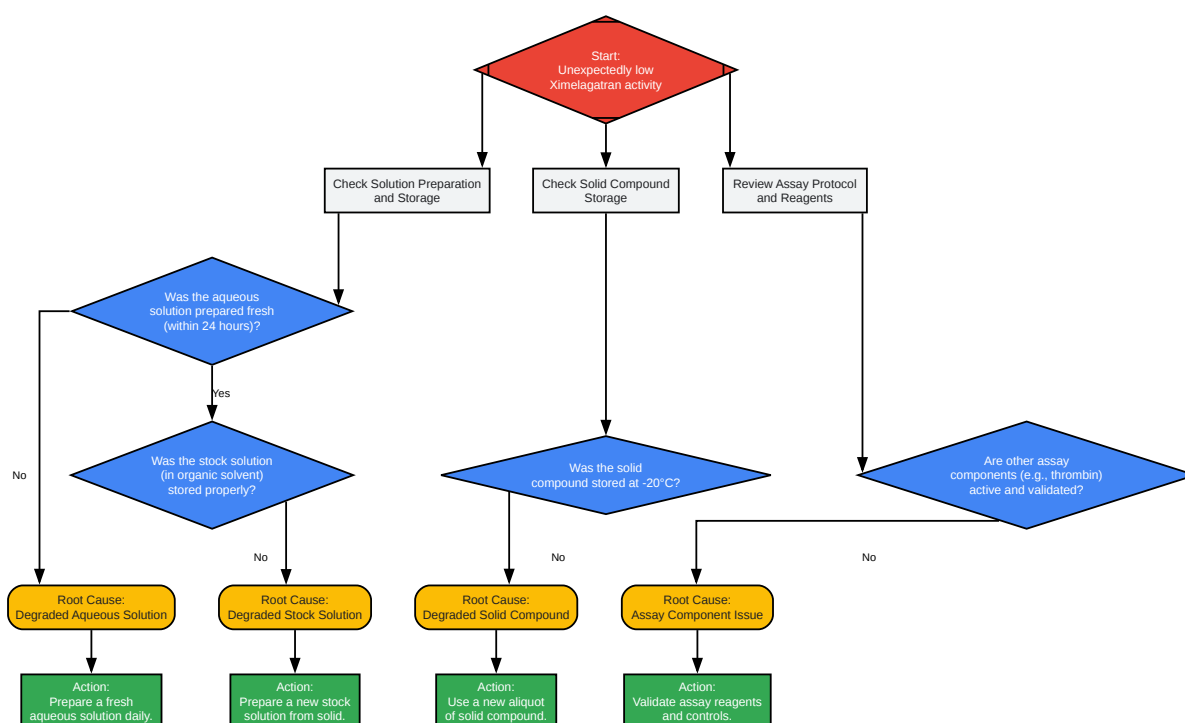 Start:
Unexpectedly low
Ximelagatran activity
Check Solution Preparation
and Storage
Check Solid Compound
Storage
Review Assay Protocol
and Reagents
Was the aqueous
solution prepared fresh
(within 24 hours)?
Yes
Was the stock solution
(in organic solvent)
stored properly?
Was the solid
compound stored at -20°C?
Are other assay
components (e.g., thrombin)
active and validated?
No
No
No
No
Root Cause:
Degraded Aqueous Solution
Root Cause:
Degraded Stock Solution
Root Cause:
Degraded Solid Compound
Root Cause:
Assay Component Issue
Action:
Prepare a fresh
aqueous solution daily.
Action:
Prepare a new stock
solution from solid.
Action:
Use a new aliquot
of solid compound.
Action:
Validate assay reagents
and controls.